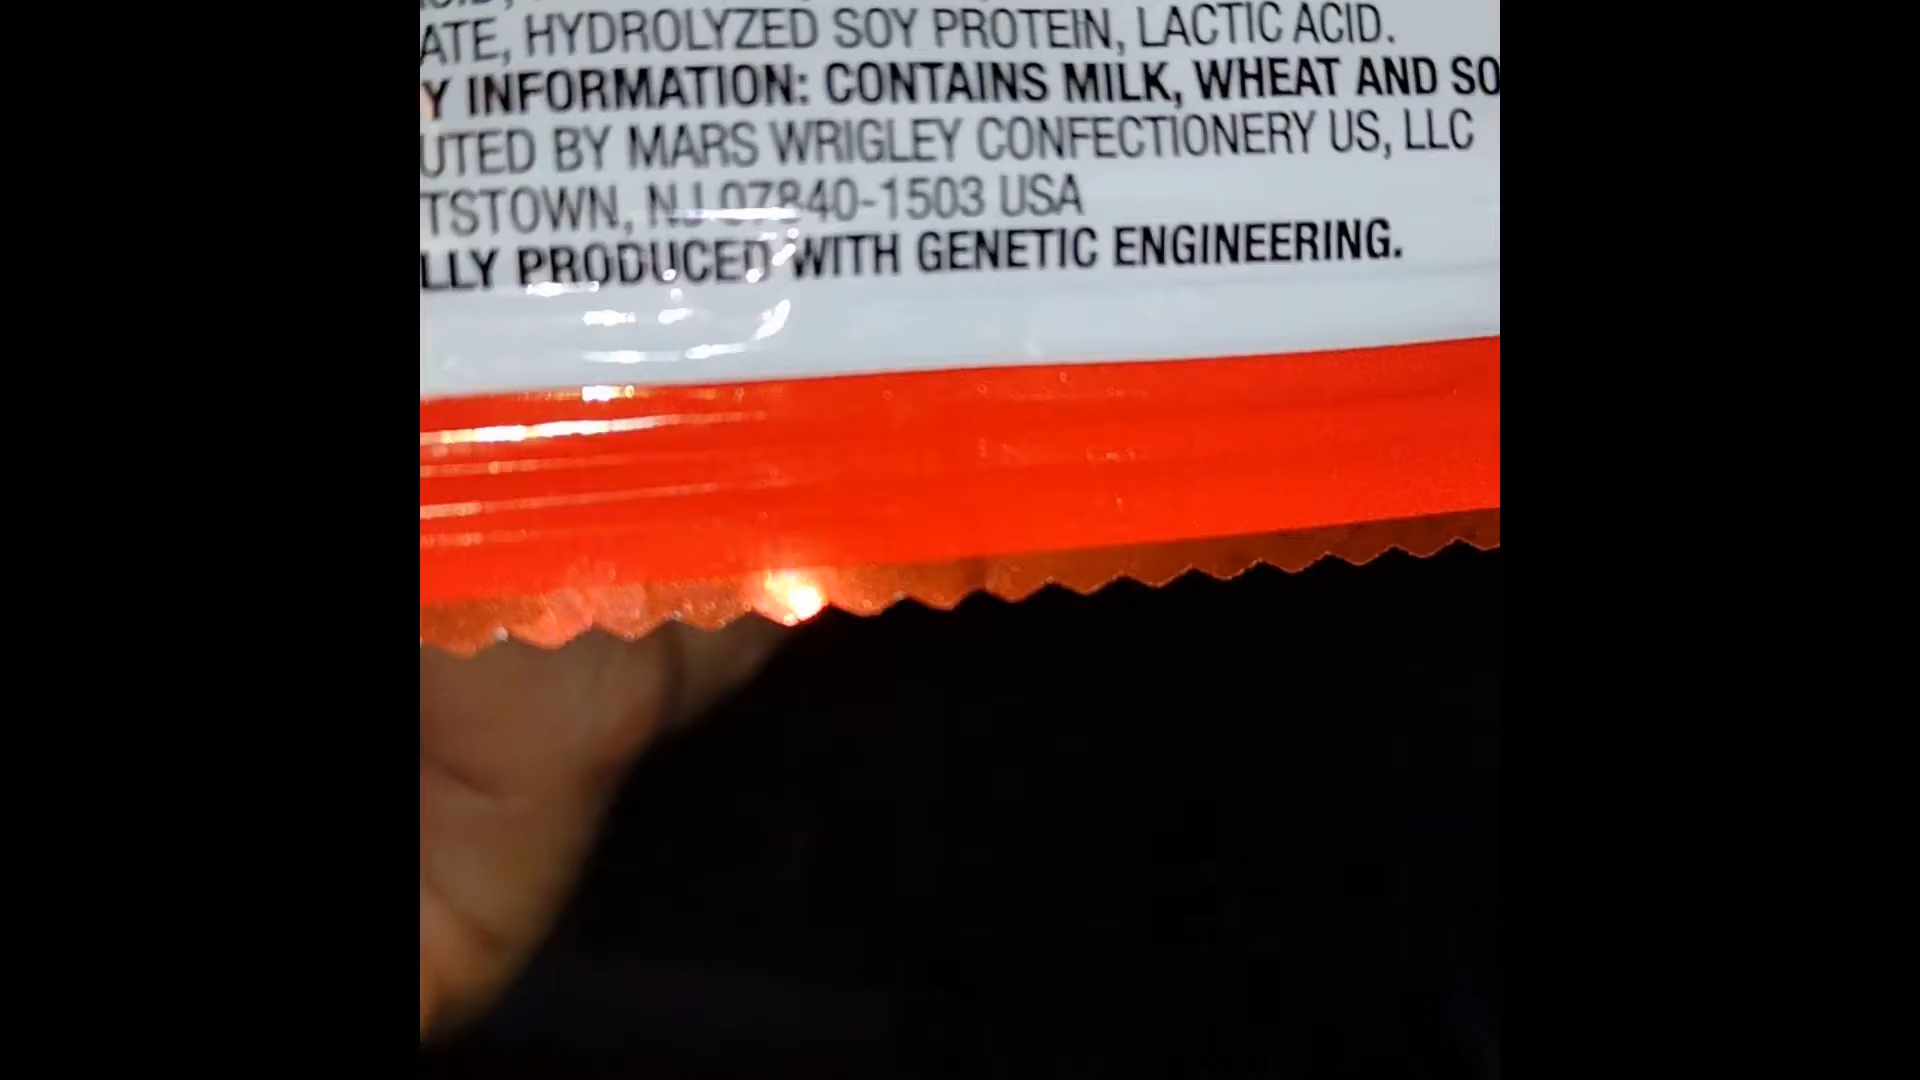 ATE, HYDROLYZED SOY PROTEIN, LACTIC ACID.
Y INFORMATION: CONTAINS MILK, WHEAT AND SO
UTED BY MARS WRIGLEY CONFECTIONERY US, LLC
TSTOWN, NJ 07840-1503 USA
LLY PRODUCED WITH GENETIC ENGINEERING.